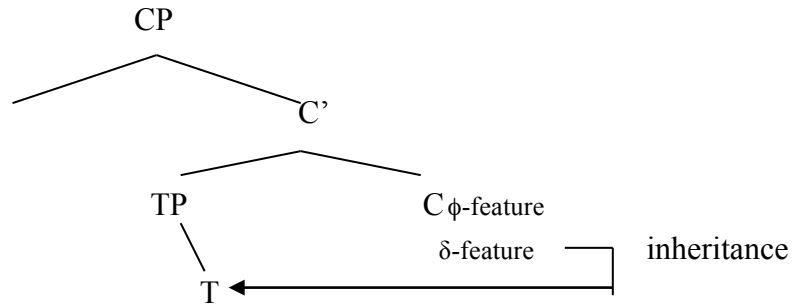 CP
C’
TP
C ϕ-feature
δ-feature
inheritance
T